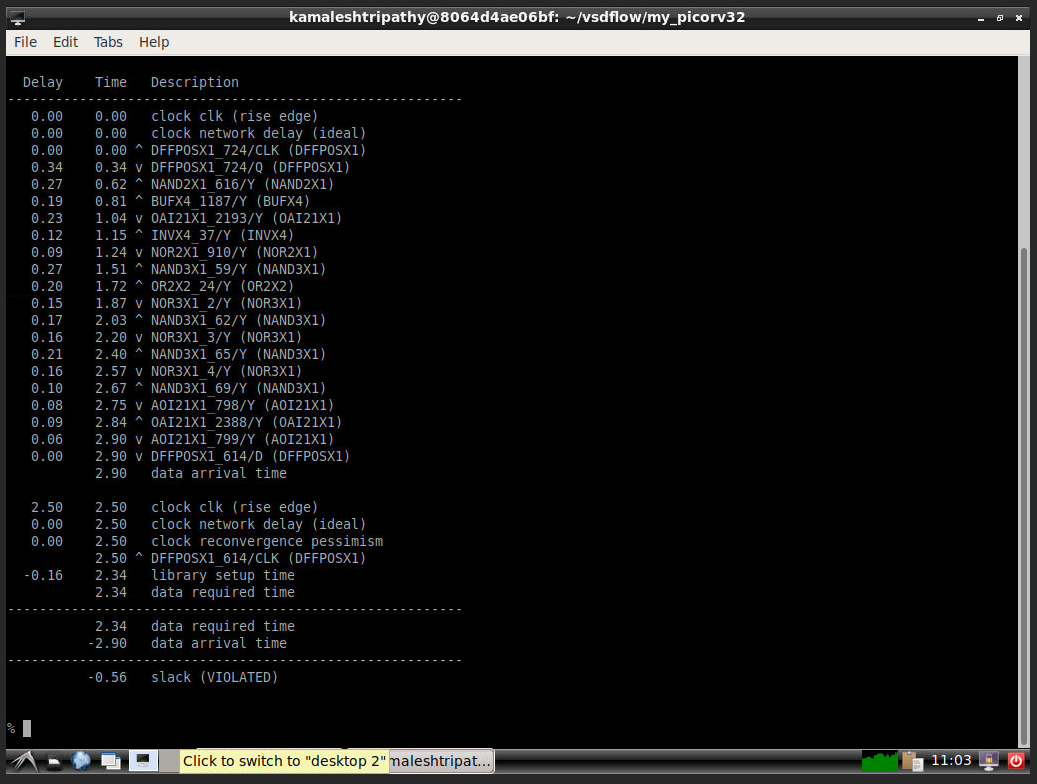 kamaleshtripathy@8064d4ae06bf: ~/vsdflow/my_picorv32
File Edit Tabs Help
Delay Time Description
---------------------------------------------------------
0.00 0.00 clock clk (rise edge)
0.00 0.00 clock network delay (ideal)
0.00 0.00 ^ DFFPOSX1_724/CLK (DFFPOSX1)
0.34 0.34 v DFFPOSX1_724/Q (DFFPOSX1)
0.27 0.62 ^ NAND2X1_616/Y (NAND2X1)
0.19 0.81 ^ BUFX4_1187/Y (BUFX4)
0.23 1.04 v OAI21X1_2193/Y (OAI21X1)
0.12 1.15 ^ INVX4_37/Y (INVX4)
0.09 1.24 v NOR2X1_910/Y (NOR2X1)
0.27 1.51 ^ NAND3X1_59/Y (NAND3X1)
0.20 1.72 ^ OR2X2_24/Y (OR2X2)
0.15 1.87 v NOR3X1_2/Y (NOR3X1)
0.17 2.03 ^ NAND3X1_62/Y (NAND3X1)
0.16 2.20 v NOR3X1_3/Y (NOR3X1)
0.21 2.40 ^ NAND3X1_65/Y (NAND3X1)
0.16 2.57 v NOR3X1_4/Y (NOR3X1)
0.10 2.67 ^ NAND3X1_69/Y (NAND3X1)
0.08 2.75 v AOI21X1_798/Y (AOI21X1)
0.09 2.84 ^ OAI21X1_2388/Y (OAI21X1)
0.06 2.90 v AOI21X1_799/Y (AOI21X1)
0.00 2.90 v DFFPOSX1_614/D (DFFPOSX1)
2.90 data arrival time
2.50 2.50 clock clk (rise edge)
0.00 2.50 clock network delay (ideal)
0.00 2.50 clock reconvergence pessimism
2.50 ^ DFFPOSX1_614/CLK (DFFPOSX1)
-0.16 2.34 library setup time
2.34 data required time
---------------------------------------------------------
2.34 data required time
-2.90 data arrival time
---------------------------------------------------------
-0.56 slack (VIOLATED)
%
Click to switch to "desktop 2" maleshtripat... 11:03